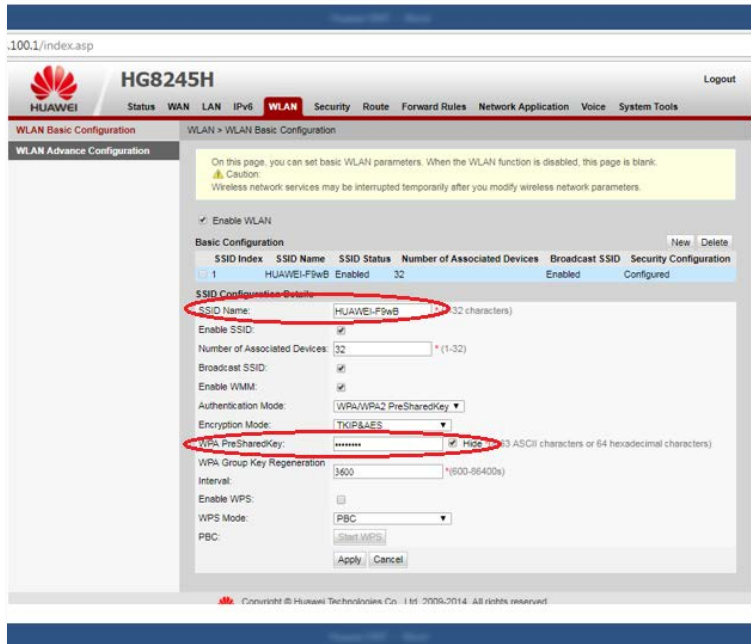 .100.1/index.asp
HUAWEI
HG8245H
Logout
Status WAN LAN IPv6 WLAN Security Route Forward Rules Network Application Voice System Tools
WLAN Basic Configuration
WLAN Advance Configuration
WLAN > WLAN Basic Configuration
On this page, you can set basic WLAN parameters. When the WLAN function is disabled, this page is blank.
Caution:
Wireless network services may be interrupted temporarily after you modify wireless network parameters.
Enable WLAN
Basic Configuration New Delete
SSID Index SSID Name SSID Status Number of Associated Devices Broadcast SSID Security Configuration
1 HUAWEI-F9wB Enabled 32 Enabled Configured
SSID Configuration Details
SSID Name: HUAWEI-F9wB * 32 characters)
Enable SSID:
Number of Associated Devices: 32 * (1-32)
Broadcast SSID:
Enable WMM:
Authentication Mode: WPA/WPA2 PreSharedKey
Encryption Mode: TKIP&AES
WPA PreSharedKey: •••••••• Hide 63 ASCII characters or 64 hexadecimal characters)
WPA Group Key Regeneration
Interval: 3600 *(600-86400s)
Enable WPS:
WPS Mode: PBC
PBC: Start WPS
Apply Cancel
Copyright © Huawei Technologies Co., Ltd. 2009-2014. All rights reserved.